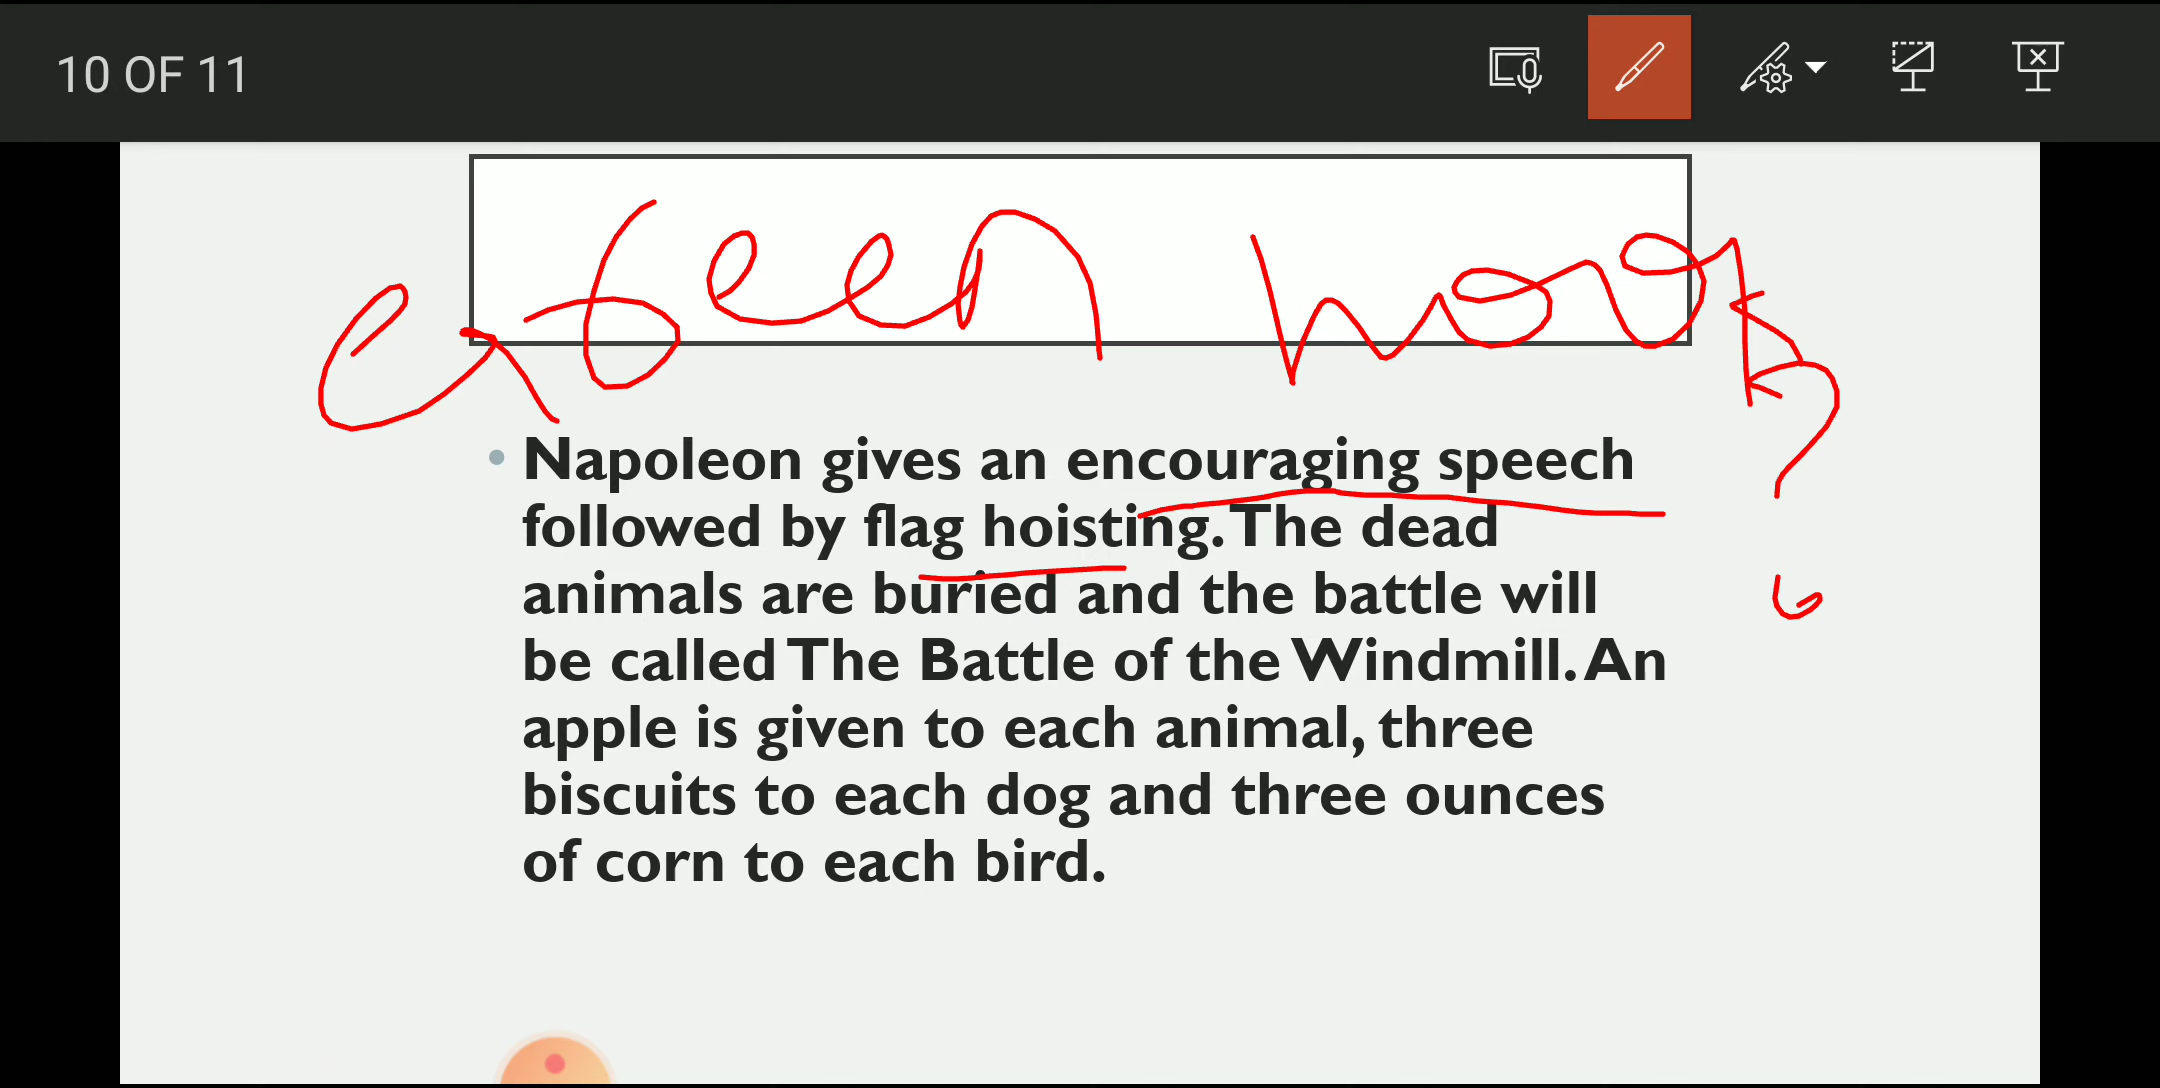 10 OF 11
• Napoleon gives an encouraging speech
followed by flag hoisting. The dead
animals are buried and the battle will
be called The Battle of the Windmill. An
apple is given to each animal, three
biscuits to each dog and three ounces
of corn to each bird.